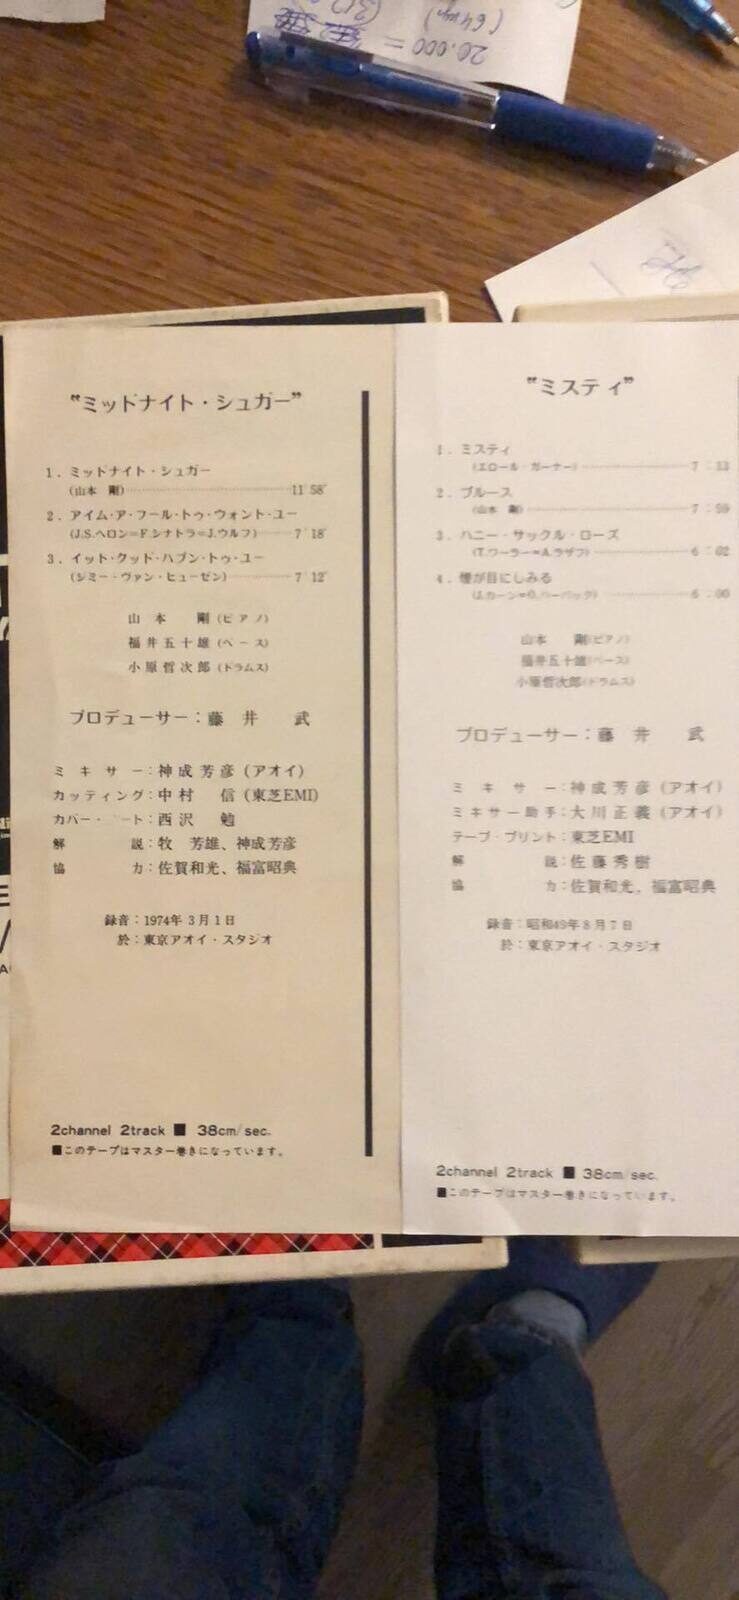 20.000 =
"ミッドナイト・シュガー"
1. ミッドナイト・シュガー
(山本 剛) 11'58"
2. アイム・ア・フール・トゥ・ウォント・ユー
(J.S.ヘロン=F.シナトラ=J.ウルフ) 7'18"
3. イット・クッド・ハプン・トゥ・ユー
(ジミー・ヴァン・ヒューゼン) 7'12"
山本 剛(ピアノ)
福井五十雄(ベース)
小原哲次郎(ドラムス)
プロデューサー:藤井 武
ミキサー:神成芳彦(アオイ)
カッティング:中村 信(東芝EMI)
カバー・ ート:西沢 勉
解説:牧 芳雄、神成芳彦
協力:佐賀和光、福富昭典
録音:1974年3月1日
於:東京アオイ・スタジオ
2channel 2track ■ 38cm/sec.
■このテープはマスター巻きになっています。
"ミスティ"
1. ミスティ
(エロール・ガーナー) 7:13
2. ブルース
(山本 剛) 7:59
3. ハニー・サックル・ローズ
(T.ワーラー=A.ラザフ) 6:02
4. 煙が目にしみる
(J.カーン=O.ハーバック) 6:00
山本 剛(ピアノ)
福井五十雄(ベース)
小原哲次郎(ドラムス)
プロデューサー:藤井 武
ミキサー:神成芳彦(アオイ)
ミキサー助手:大川正義(アオイ)
テープ・プリント:東芝EMI
解説:佐藤秀樹
協力:佐賀和光、福富昭典
録音:昭和49年8月7日
於:東京アオイ・スタジオ
2channel 2track ■ 38cm/sec.
■このテープはマスター巻きになっています。